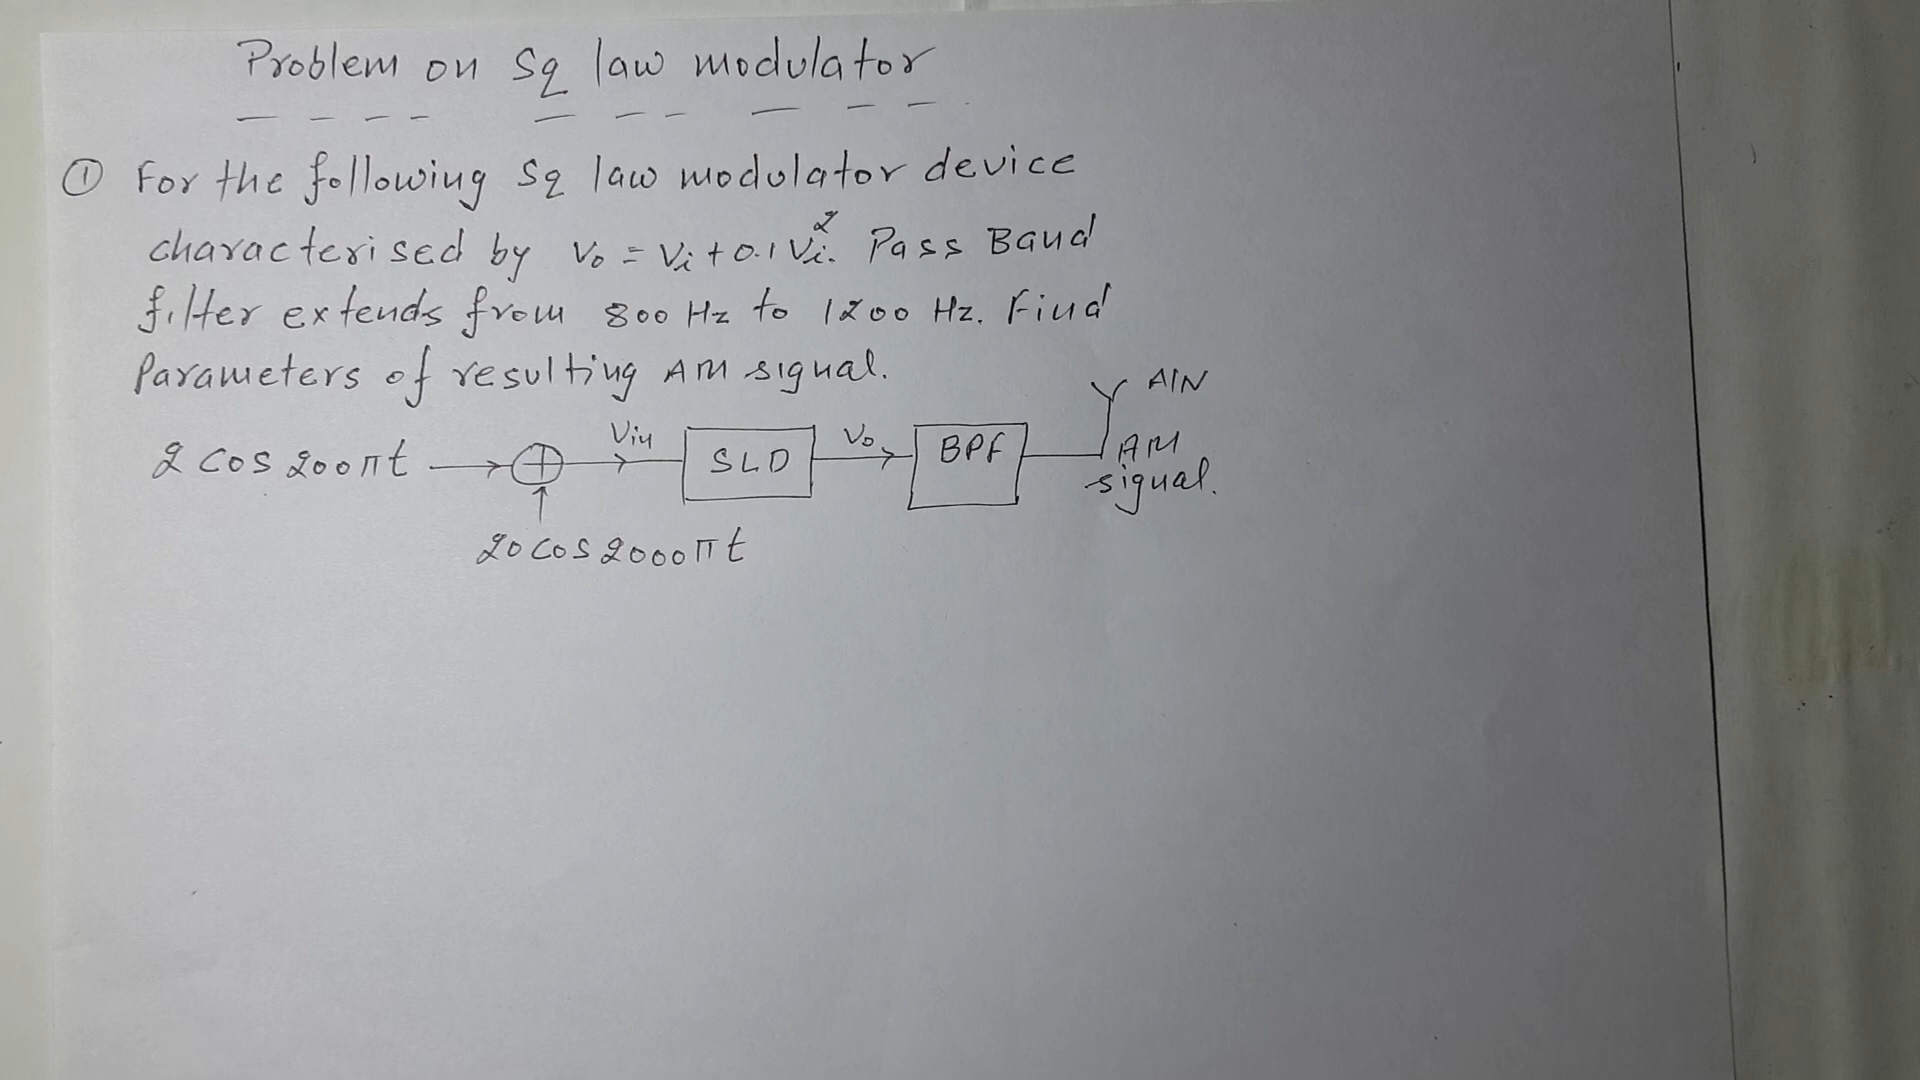 Problem on Sq law modulator
① For the following Sq law modulator device
characterised by V₀ = Vi + 0.1 Vi². Pass Band
filter extends from 800 Hz to 1200 Hz. Find
Parameters of resulting AM signal.
A/N
2 cos 200πt
Vin
SLD
V₀
BPF
AM
signal.
20 cos 2000πt